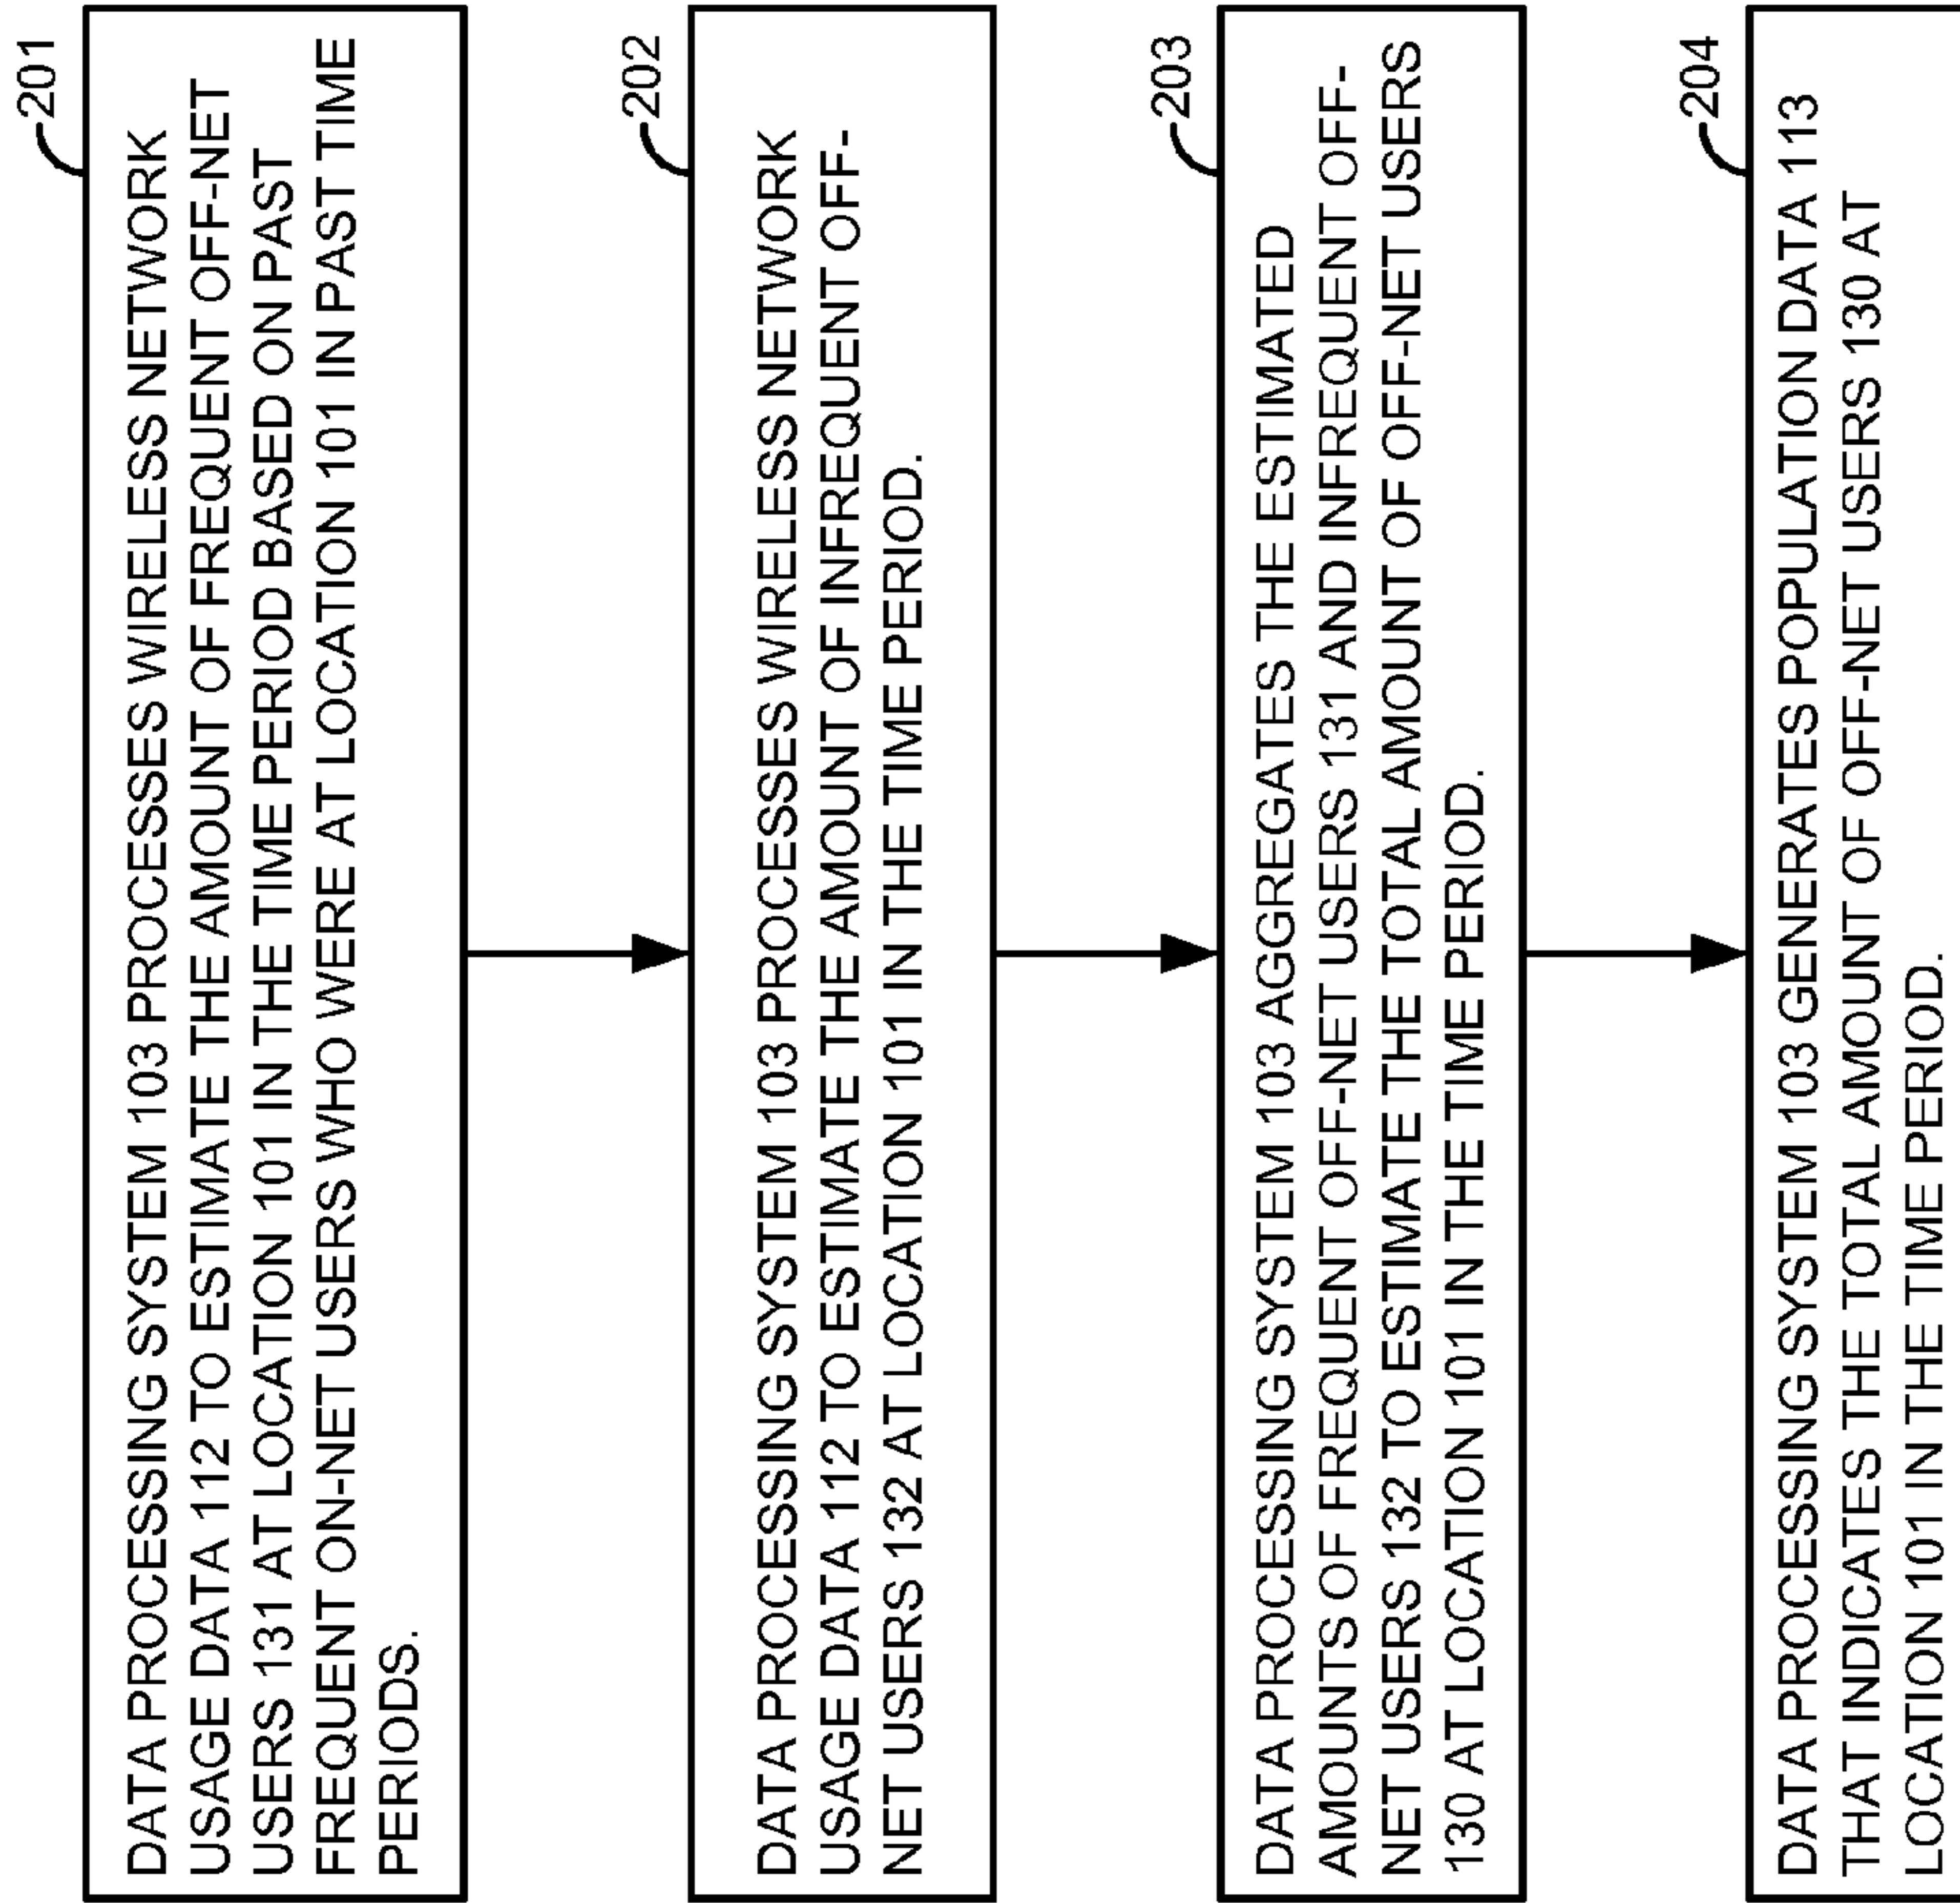 201
DATA PROCESSING SYSTEM 103 PROCESSES WIRELESS NETWORK
USAGE DATA 112 TO ESTIMATE THE AMOUNT OF FREQUENT OFF-NET
USERS 131 AT LOCATION 101 IN THE TIME PERIOD BASED ON PAST
FREQUENT ON-NET USERS WHO WERE AT LOCATION 101 IN PAST TIME
PERIODS.
202
DATA PROCESSING SYSTEM 103 PROCESSES WIRELESS NETWORK
USAGE DATA 112 TO ESTIMATE THE AMOUNT OF INFREQUENT OFF-
NET USERS 132 AT LOCATION 101 IN THE TIME PERIOD.
203
DATA PROCESSING SYSTEM 103 AGGREGATES THE ESTIMATED
AMOUNTS OF FREQUENT OFF-NET USERS 131 AND INFREQUENT OFF-
NET USERS 132 TO ESTIMATE THE TOTAL AMOUNT OF OFF-NET USERS
130 AT LOCATION 101 IN THE TIME PERIOD.
204
DATA PROCESSING SYSTEM 103 GENERATES POPULATION DATA 113
THAT INDICATES THE TOTAL AMOUNT OF OFF-NET USERS 130 AT
LOCATION 101 IN THE TIME PERIOD.